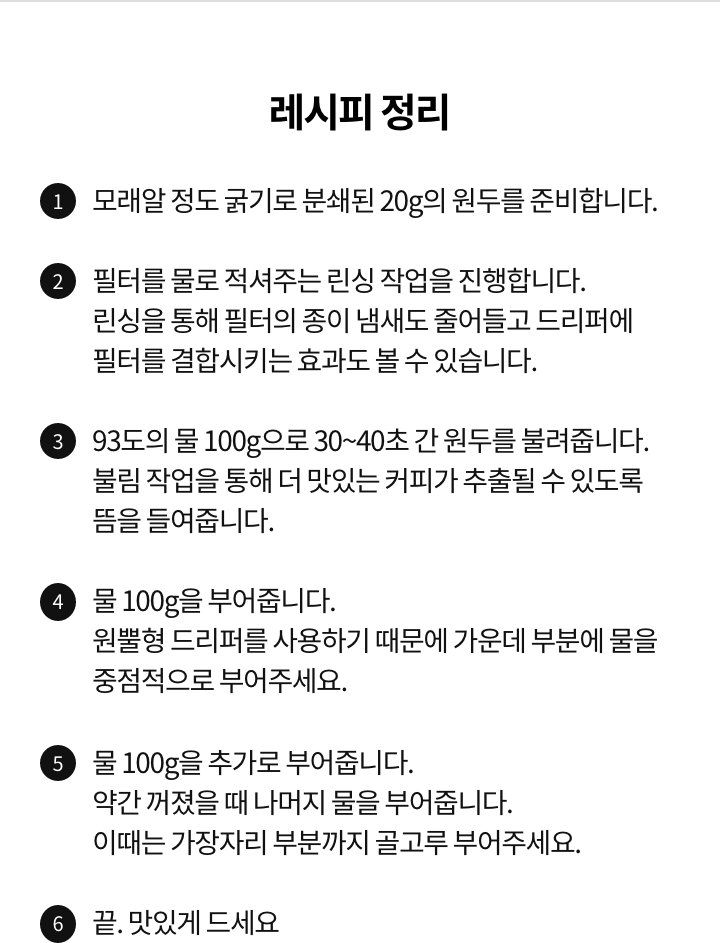 레시피 정리
1 모래알 정도 굵기로 분쇄된 20g의 원두를 준비합니다.
2 필터를 물로 적셔주는 린싱 작업을 진행합니다.
린싱을 통해 필터의 종이 냄새도 줄어들고 드리퍼에
필터를 결합시키는 효과도 볼 수 있습니다.
3 93도의 물 100g으로 30~40초 간 원두를 불려줍니다.
불림 작업을 통해 더 맛있는 커피가 추출될 수 있도록
뜸을 들여줍니다.
4 물 100g을 부어줍니다.
원뿔형 드리퍼를 사용하기 때문에 가운데 부분에 물을
중점적으로 부어주세요.
5 물 100g을 추가로 부어줍니다.
약간 꺼졌을 때 나머지 물을 부어줍니다.
이때는 가장자리 부분까지 골고루 부어주세요.
6 끝. 맛있게 드세요